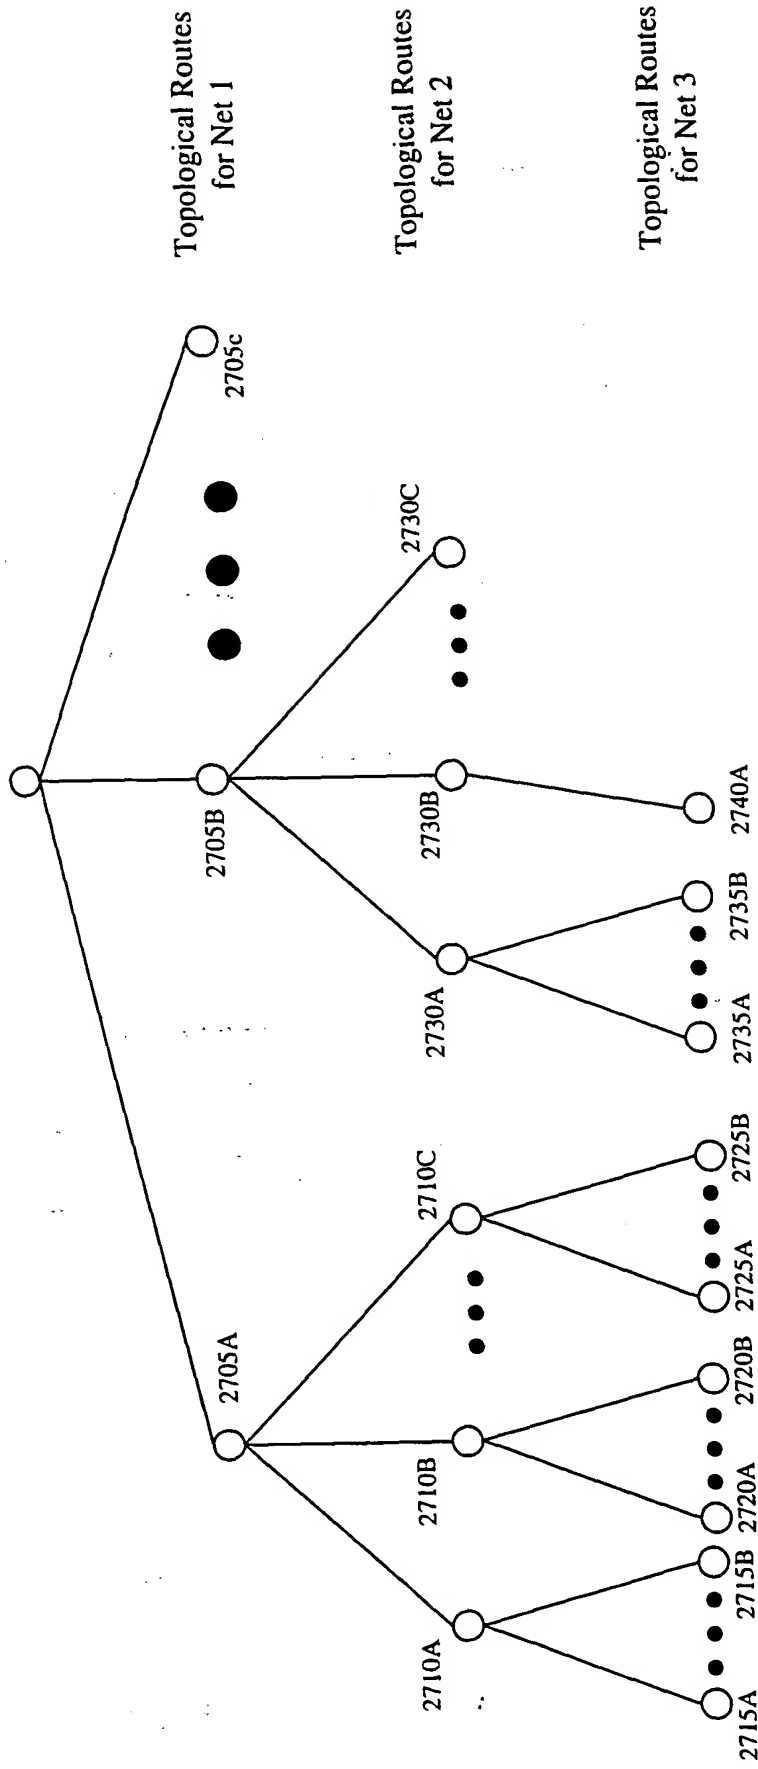 Topological Routes
for Net 1
2705A
2705B
2705c
Topological Routes
for Net 2
2710A
2710B
2710C
2730A
2730B
2730C
Topological Routes
for Net 3
2715A
2715B
2720A
2720B
2725A
2725B
2735A
2735B
2740A